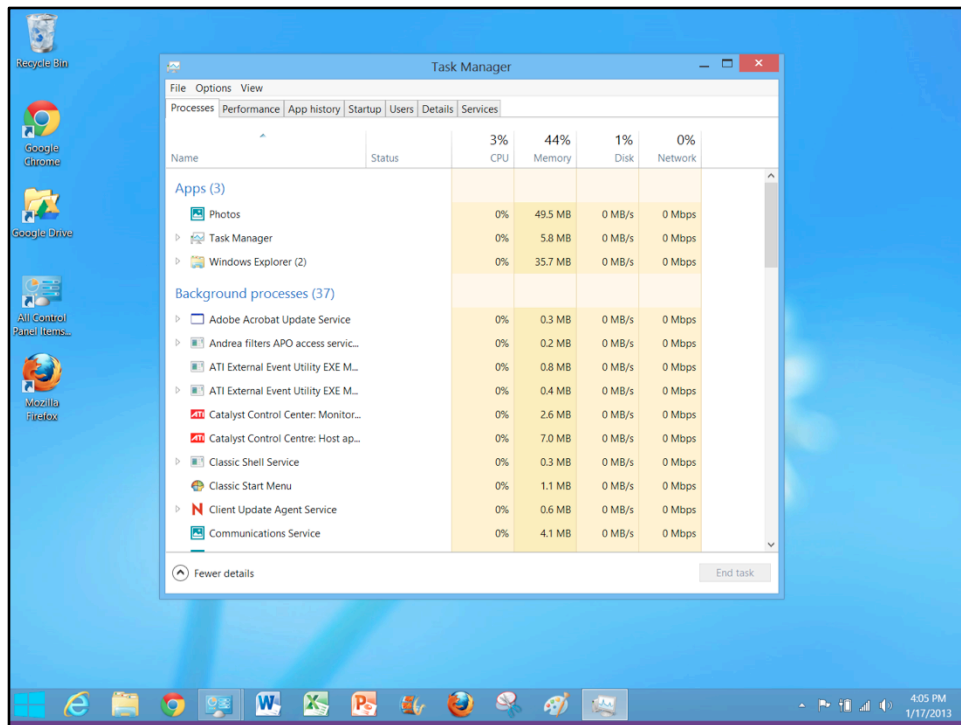 Recycle Bin
Google
Chrome
Google Drive
All Control
Panel Items...
Mozilla
Firefox
Task Manager
File Options View
Processes Performance App history Startup Users Details Services
3% 44% 1% 0%
Name Status CPU Memory Disk Network
Apps (3)
Photos 0% 49.5 MB 0 MB/s 0 Mbps
Task Manager 0% 5.8 MB 0 MB/s 0 Mbps
Windows Explorer (2) 0% 35.7 MB 0 MB/s 0 Mbps
Background processes (37)
Adobe Acrobat Update Service 0% 0.3 MB 0 MB/s 0 Mbps
Andrea filters APO access servic... 0% 0.2 MB 0 MB/s 0 Mbps
ATI External Event Utility EXE M... 0% 0.8 MB 0 MB/s 0 Mbps
ATI External Event Utility EXE M... 0% 0.4 MB 0 MB/s 0 Mbps
Catalyst Control Center: Monitor... 0% 2.6 MB 0 MB/s 0 Mbps
Catalyst Control Centre: Host ap... 0% 7.0 MB 0 MB/s 0 Mbps
Classic Shell Service 0% 0.3 MB 0 MB/s 0 Mbps
Classic Start Menu 0% 1.1 MB 0 MB/s 0 Mbps
Client Update Agent Service 0% 0.6 MB 0 MB/s 0 Mbps
Communications Service 0% 4.1 MB 0 MB/s 0 Mbps
Fewer details End task
4:05 PM
1/17/2013